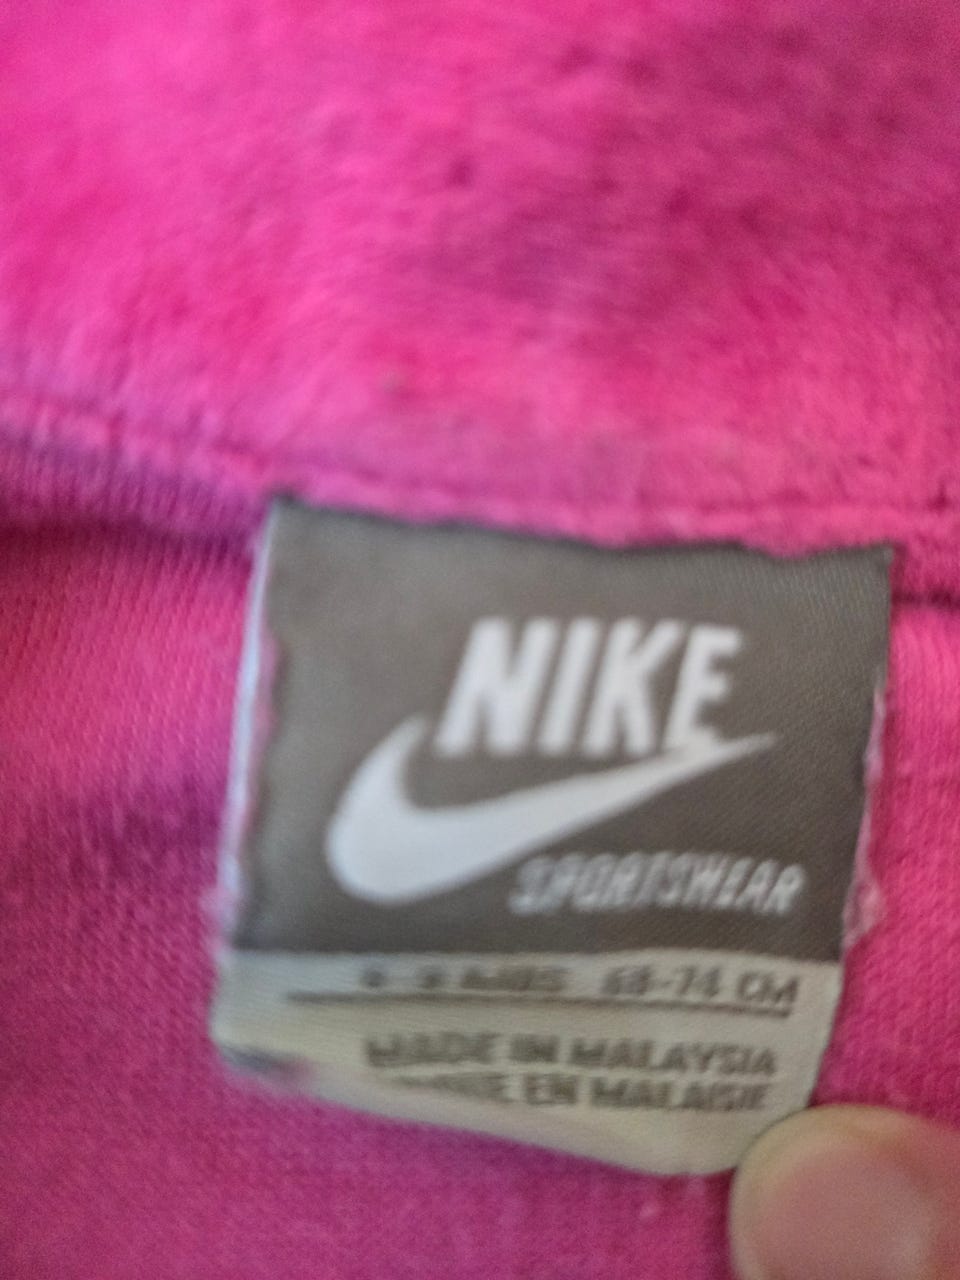 NIKE
SPORTSWEAR
68-74 CM
MADE IN MALAYSIA
EN MALAISIE